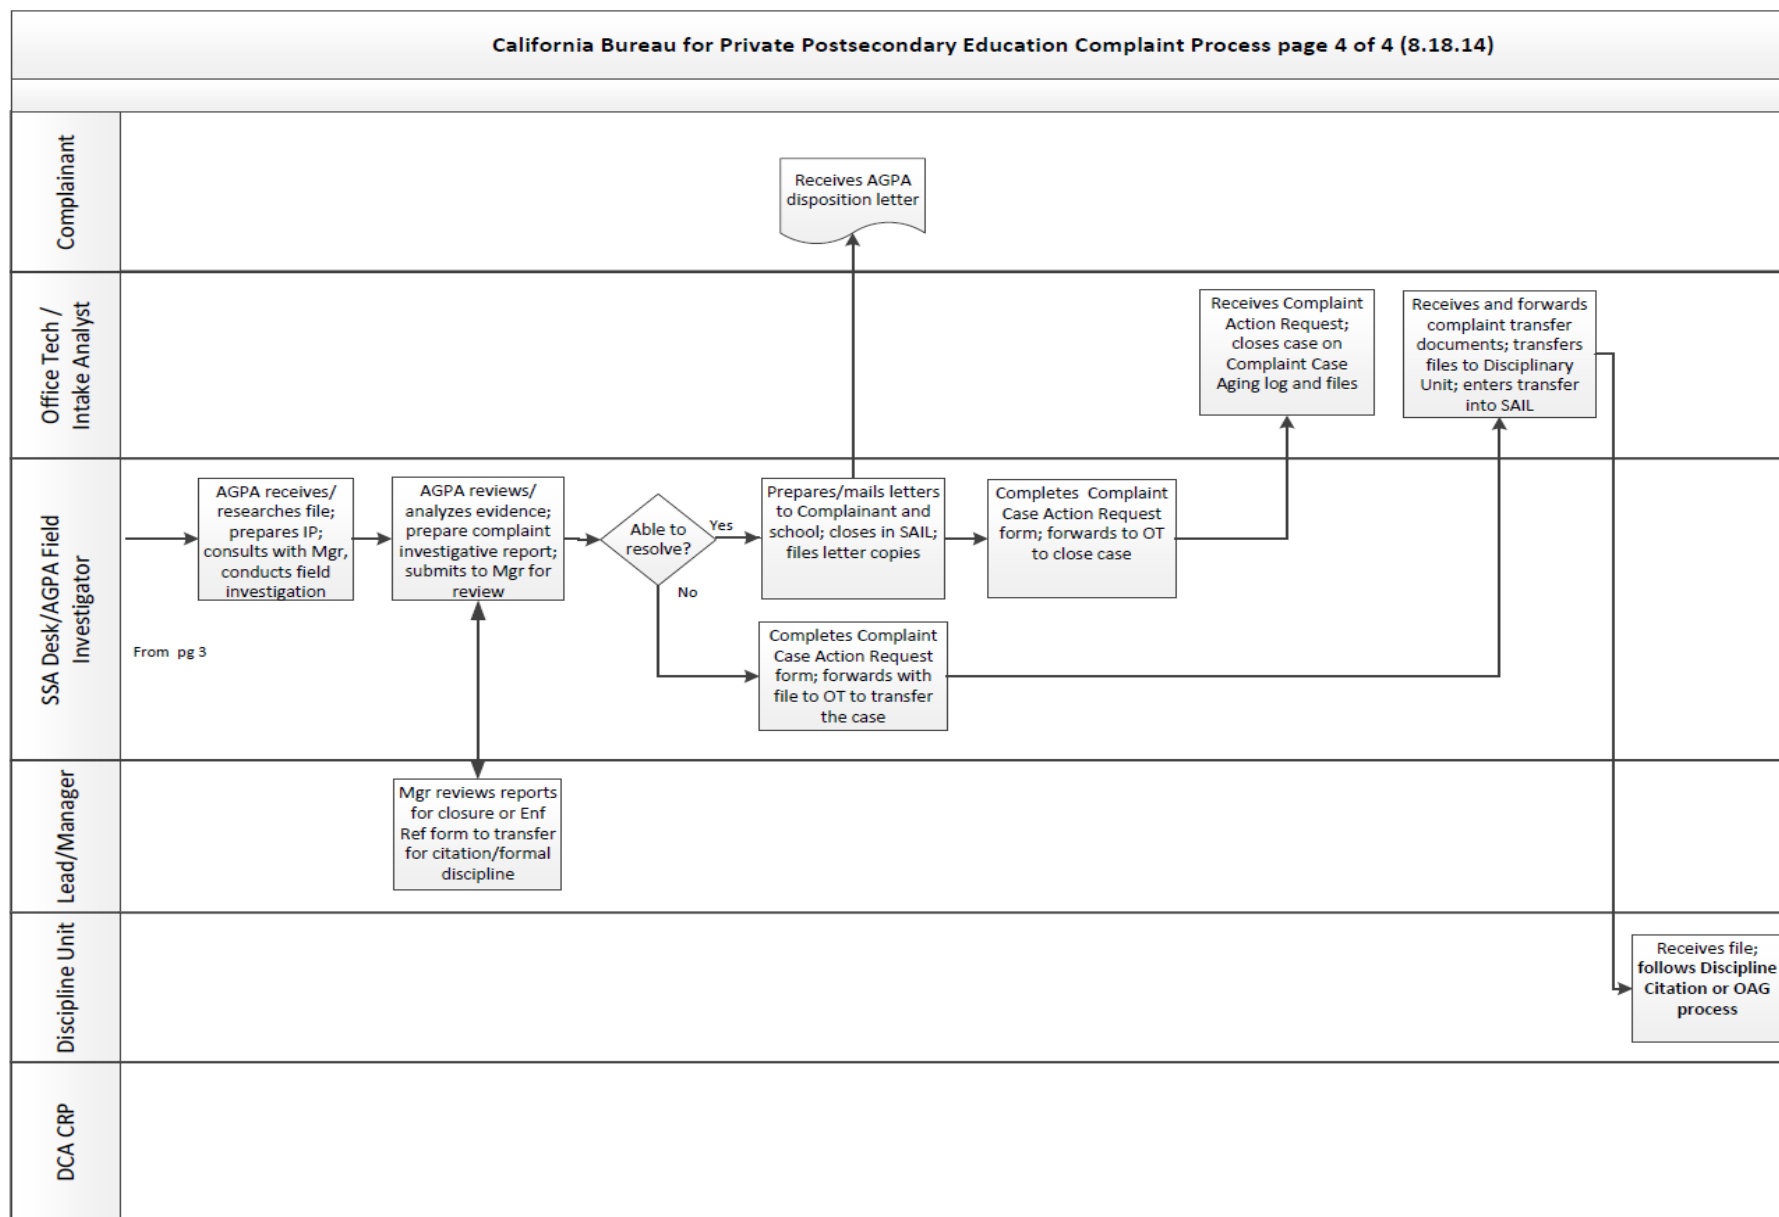 California Bureau for Private Postsecondary Education Complaint Process page 4 of 4 (8.18.14)
Complainant
Receives AGPA
disposition letter
Office Tech /
Intake Analyst
Receives Complaint
Action Request;
closes case on
Complaint Case
Aging log and files
Receives and forwards
complaint transfer
documents; transfers
files to Disciplinary
Unit; enters transfer
into SAIL
SSA Desk/AGPA Field
Investigator
From pg 3
AGPA receives/
researches file;
prepares IP;
consults with Mgr,
conducts field
investigation
AGPA reviews/
analyzes evidence;
prepare complaint
investigative report;
submits to Mgr for
review
Able to
resolve?
Yes
No
Prepares/mails letters
to Complainant and
school; closes in SAIL;
files letter copies
Completes Complaint
Case Action Request
form; forwards to OT
to close case
Completes Complaint
Case Action Request
form; forwards with
file to OT to transfer
the case
Lead/Manager
Mgr reviews reports
for closure or Enf
Ref form to transfer
for citation/formal
discipline
Discipline Unit
Receives file;
follows Discipline
Citation or OAG
process
DCA CRP